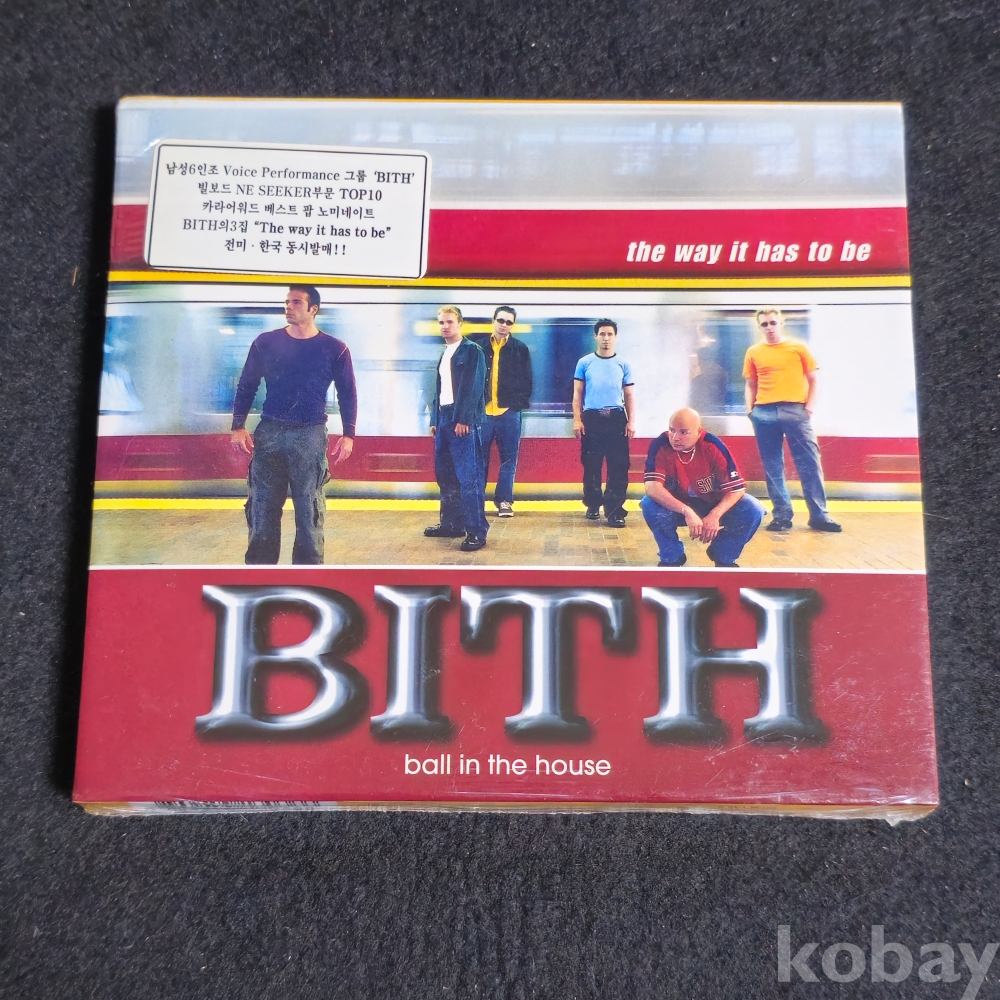 남성6인조 Voice Performance 그룹 'BITH'
빌보드 NE SEEKER부문 TOP10
카라어워드 베스트 팝 노미네이트
BITH의3집 "The way it has to be"
전미 · 한국 동시발매!!
the way it has to be
BITH
ball in the house
kobay